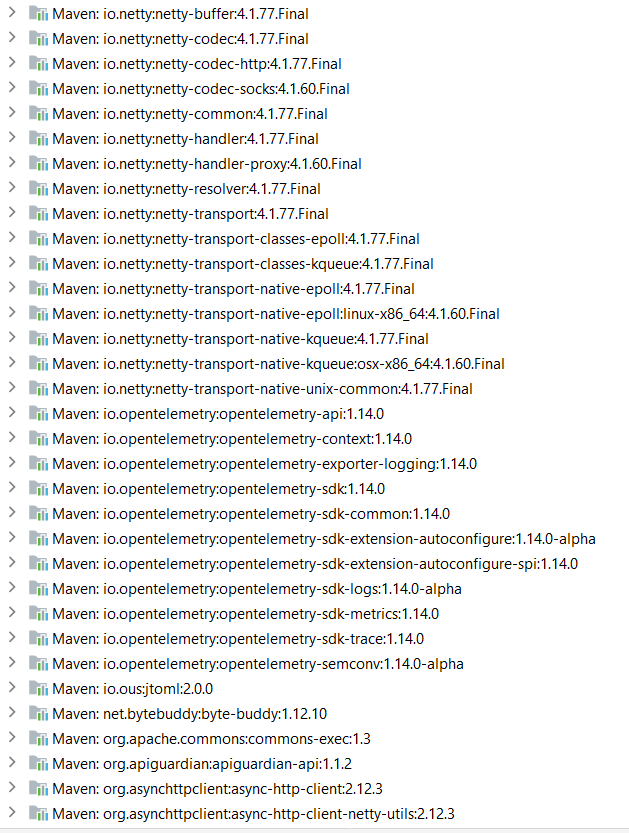 Maven: io.netty:netty-buffer:4.1.77.Final
Maven: io.netty:netty-codec:4.1.77.Final
Maven: io.netty:netty-codec-http:4.1.77.Final
Maven: io.netty:netty-codec-socks:4.1.60.Final
Maven: io.netty:netty-common:4.1.77.Final
Maven: io.netty:netty-handler:4.1.77.Final
Maven: io.netty:netty-handler-proxy:4.1.60.Final
Maven: io.netty:netty-resolver:4.1.77.Final
Maven: io.netty:netty-transport:4.1.77.Final
Maven: io.netty:netty-transport-classes-epoll:4.1.77.Final
Maven: io.netty:netty-transport-classes-kqueue:4.1.77.Final
Maven: io.netty:netty-transport-native-epoll:4.1.77.Final
Maven: io.netty:netty-transport-native-epoll:linux-x86_64:4.1.60.Final
Maven: io.netty:netty-transport-native-kqueue:4.1.77.Final
Maven: io.netty:netty-transport-native-kqueue:osx-x86_64:4.1.60.Final
Maven: io.netty:netty-transport-native-unix-common:4.1.77.Final
Maven: io.opentelemetry:opentelemetry-api:1.14.0
Maven: io.opentelemetry:opentelemetry-context:1.14.0
Maven: io.opentelemetry:opentelemetry-exporter-logging:1.14.0
Maven: io.opentelemetry:opentelemetry-sdk:1.14.0
Maven: io.opentelemetry:opentelemetry-sdk-common:1.14.0
Maven: io.opentelemetry:opentelemetry-sdk-extension-autoconfigure:1.14.0-alpha
Maven: io.opentelemetry:opentelemetry-sdk-extension-autoconfigure-spi:1.14.0
Maven: io.opentelemetry:opentelemetry-sdk-logs:1.14.0-alpha
Maven: io.opentelemetry:opentelemetry-sdk-metrics:1.14.0
Maven: io.opentelemetry:opentelemetry-sdk-trace:1.14.0
Maven: io.opentelemetry:opentelemetry-semconv:1.14.0-alpha
Maven: io.ous:jtoml:2.0.0
Maven: net.bytebuddy:byte-buddy:1.12.10
Maven: org.apache.commons:commons-exec:1.3
Maven: org.apiguardian:apiguardian-api:1.1.2
Maven: org.asynchttpclient:async-http-client:2.12.3
Maven: org.asynchttpclient:async-http-client-netty-utils:2.12.3